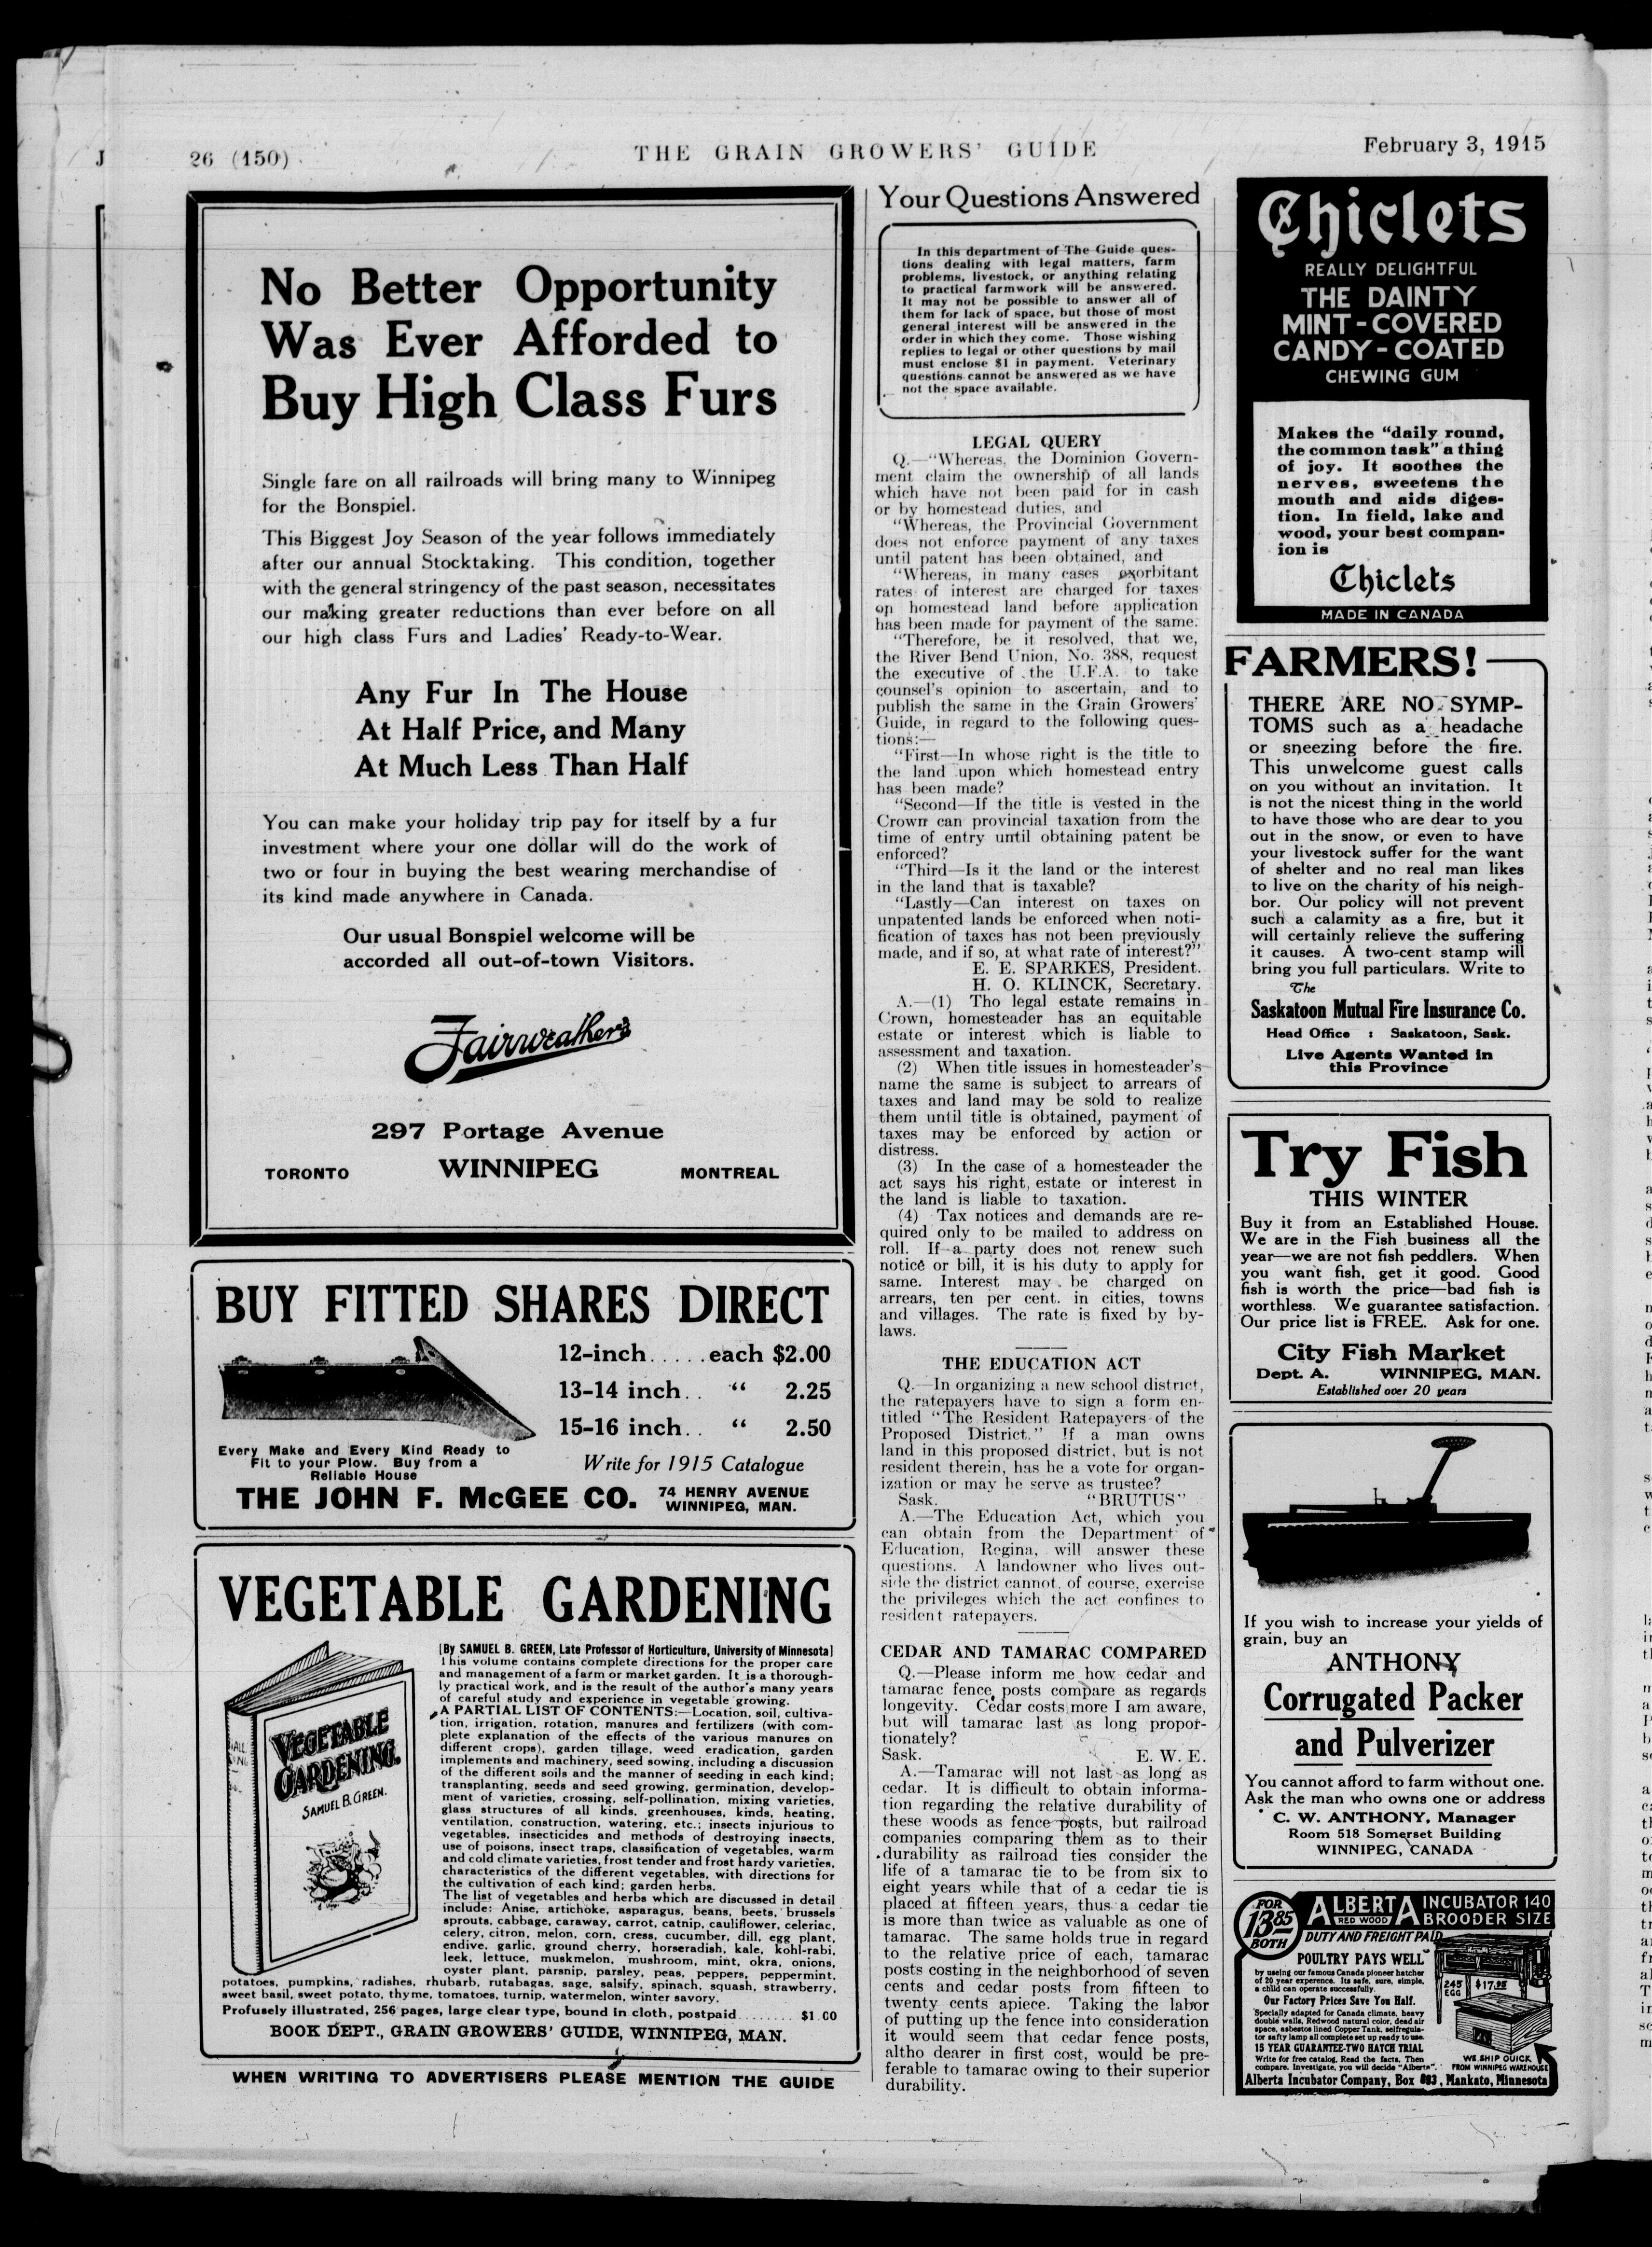 26 (150)
THE GRAIN GROWERS' GUIDE
February 3, 1915
No Better Opportunity
Was Ever Afforded to
Buy High Class Furs
Single fare on all railroads will bring many to Winnipeg
for the Bonspiel.
This Biggest Joy Season of the year follows immediately
after our annual Stocktaking. This condition, together
with the general stringency of the past season, necessitates
our making greater reductions than ever before on all
our high class Furs and Ladies' Ready-to-Wear.
Any Fur In The House
At Half Price, and Many
At Much Less Than Half
You can make your holiday trip pay for itself by a fur
investment where your one dollar will do the work of
two or four in buying the best wearing merchandise of
its kind made anywhere in Canada.
Our usual Bonspiel welcome will be
accorded all out-of-town Visitors.
Fairweather's
297 Portage Avenue
TORONTO WINNIPEG MONTREAL
BUY FITTED SHARES DIRECT
12-inch.....each $2.00
13-14 inch.. " 2.25
15-16 inch.. " 2.50
Every Make and Every Kind Ready to
Fit to your Plow. Buy from a
Reliable House
Write for 1915 Catalogue
THE JOHN F. McGEE CO. 74 HENRY AVENUE
WINNIPEG, MAN.
VEGETABLE GARDENING
VEGETABLE
GARDENING.
SAMUEL B. GREEN.
[By SAMUEL B. GREEN, Late Professor of Horticulture, University of Minnesota]
This volume contains complete directions for the proper care
and management of a farm or market garden. It is a thorough-
ly practical work, and is the result of the author's many years
of careful study and experience in vegetable growing.
A PARTIAL LIST OF CONTENTS:—Location, soil, cultiva-
tion, irrigation, rotation, manures and fertilizers (with com-
plete explanation of the effects of the various manures on
different crops), garden tillage, weed eradication, garden
implements and machinery, seed sowing, including a discussion
of the different soils and the manner of seeding in each kind;
transplanting, seeds and seed growing, germination, develop-
ment of varieties, crossing, self-pollination, mixing varieties,
glass structures of all kinds, greenhouses, kinds, heating,
ventilation, construction, watering, etc.; insects injurious to
vegetables, insecticides and methods of destroying insects,
use of poisons, insect traps, classification of vegetables, warm
and cold climate varieties, frost tender and frost hardy varieties,
characteristics of the different vegetables, with directions for
the cultivation of each kind; garden herbs.
The list of vegetables and herbs which are discussed in detail
include: Anise, artichoke, asparagus, beans, beets, brussels
sprouts, cabbage, caraway, carrot, catnip, cauliflower, celeriac,
celery, citron, melon, corn, cress, cucumber, dill, egg plant,
endive, garlic, ground cherry, horseradish, kale, kohl-rabi,
leek, lettuce, muskmelon, mushroom, mint, okra, onions,
oyster plant, parsnip, parsley, peas, peppers, peppermint,
potatoes, pumpkins, radishes, rhubarb, rutabagas, sage, salsify, spinach, squash, strawberry,
sweet basil, sweet potato, thyme, tomatoes, turnip, watermelon, winter savory.
Profusely illustrated, 256 pages, large clear type, bound in cloth, postpaid......... $1.00
BOOK DEPT., GRAIN GROWERS' GUIDE, WINNIPEG, MAN.
WHEN WRITING TO ADVERTISERS PLEASE MENTION THE GUIDE
Your Questions Answered
In this department of The Guide ques-
tions dealing with legal matters, farm
problems, livestock, or anything relating
to practical farmwork will be answered.
It may not be possible to answer all of
them for lack of space, but those of most
general interest will be answered in the
order in which they come. Those wishing
replies to legal or other questions by mail
must enclose $1 in payment. Veterinary
questions cannot be answered as we have
not the space available.
LEGAL QUERY
Q.—"Whereas, the Dominion Govern-
ment claim the ownership of all lands
which have not been paid for in cash
or by homestead duties, and
"Whereas, the Provincial Government
does not enforce payment of any taxes
until patent has been obtained, and
"Whereas, in many cases exorbitant
rates of interest are charged for taxes
on homestead land before application
has been made for payment of the same.
"Therefore, be it resolved, that we,
the River Bend Union, No. 388, request
the executive of the U.F.A. to take
counsel's opinion to ascertain, and to
publish the same in the Grain Growers'
Guide, in regard to the following ques-
tions:—
"First—In whose right is the title to
the land upon which homestead entry
has been made?
"Second—If the title is vested in the
Crown can provincial taxation from the
time of entry until obtaining patent be
enforced?
"Third—Is it the land or the interest
in the land that is taxable?
"Lastly—Can interest on taxes on
unpatented lands be enforced when noti-
fication of taxes has not been previously
made, and if so, at what rate of interest?"
E. E. SPARKES, President.
H. O. KLINCK, Secretary.
A.—(1) Tho legal estate remains in
Crown, homesteader has an equitable
estate or interest which is liable to
assessment and taxation.
(2) When title issues in homesteader's
name the same is subject to arrears of
taxes and land may be sold to realize
them until title is obtained, payment of
taxes may be enforced by action or
distress.
(3) In the case of a homesteader the
act says his right, estate or interest in
the land is liable to taxation.
(4) Tax notices and demands are re-
quired only to be mailed to address on
roll. If a party does not renew such
notice or bill, it is his duty to apply for
same. Interest may be charged on
arrears, ten per cent. in cities, towns
and villages. The rate is fixed by by-
laws.
THE EDUCATION ACT
Q.—In organizing a new school district,
the ratepayers have to sign a form en-
titled "The Resident Ratepayers of the
Proposed District." If a man owns
land in this proposed district, but is not
resident therein, has he a vote for organ-
ization or may he serve as trustee?
Sask. "BRUTUS"
A.—The Education Act, which you
can obtain from the Department of
Education, Regina, will answer these
questions. A landowner who lives out-
side the district cannot, of course, exercise
the privileges which the act confines to
resident ratepayers.
CEDAR AND TAMARAC COMPARED
Q.—Please inform me how cedar and
tamarac fence posts compare as regards
longevity. Cedar costs more I am aware,
but will tamarac last as long propor-
tionately?
Sask. E. W. E.
A.—Tamarac will not last as long as
cedar. It is difficult to obtain informa-
tion regarding the relative durability of
these woods as fence posts, but railroad
companies comparing them as to their
durability as railroad ties consider the
life of a tamarac tie to be from six to
eight years while that of a cedar tie is
placed at fifteen years, thus a cedar tie
is more than twice as valuable as one of
tamarac. The same holds true in regard
to the relative price of each, tamarac
posts costing in the neighborhood of seven
cents and cedar posts from fifteen to
twenty cents apiece. Taking the labor
of putting up the fence into consideration
it would seem that cedar fence posts,
altho dearer in first cost, would be pre-
ferable to tamarac owing to their superior
durability.
Chiclets
REALLY DELIGHTFUL
THE DAINTY
MINT-COVERED
CANDY-COATED
CHEWING GUM
Makes the "daily round,
the common task" a thing
of joy. It soothes the
nerves, sweetens the
mouth and aids diges-
tion. In field, lake and
wood, your best compan-
ion is
Chiclets
MADE IN CANADA
FARMERS!
THERE ARE NO SYMP-
TOMS such as a headache
or sneezing before the fire.
This unwelcome guest calls
on you without an invitation. It
is not the nicest thing in the world
to have those who are dear to you
out in the snow, or even to have
your livestock suffer for the want
of shelter and no real man likes
to live on the charity of his neigh-
bor. Our policy will not prevent
such a calamity as a fire, but it
will certainly relieve the suffering
it causes. A two-cent stamp will
bring you full particulars. Write to
The
Saskatoon Mutual Fire Insurance Co.
Head Office : Saskatoon, Sask.
Live Agents Wanted in
this Province
Try Fish
THIS WINTER
Buy it from an Established House.
We are in the Fish business all the
year—we are not fish peddlers. When
you want fish, get it good. Good
fish is worth the price—bad fish is
worthless. We guarantee satisfaction.
Our price list is FREE. Ask for one.
City Fish Market
Dept. A. WINNIPEG, MAN.
Established over 20 years
If you wish to increase your yields of
grain, buy an
ANTHONY
Corrugated Packer
and Pulverizer
You cannot afford to farm without one.
Ask the man who owns one or address
C. W. ANTHONY, Manager
Room 518 Somerset Building
WINNIPEG, CANADA
FOR
13.85
BOTH
ALBERTA INCUBATOR 140
RED WOOD BROODER SIZE
DUTY AND FREIGHT PAID
POULTRY PAYS WELL
by useing our famous Canada pioneer hatcher
of 20 year experence. Its safe, sure, simple,
a child can operate successfully.
Our Factory Prices Save You Half.
Specially adapted for Canada climate, heavy
double walls, Redwood natural color, dead air
space, asbestos lined Copper Tank, selfregula-
tor safty lamp all complete set up ready to use.
15 YEAR GUARANTEE-TWO HATCH TRIAL
Write for free catalog. Read the facts. Then
compare. Investigate, you will decide "Alberta".
245
EGG
WE SHIP QUICK
FROM WINNIPEG WAREHOUSE
Alberta Incubator Company, Box, Mankato, Minnesota